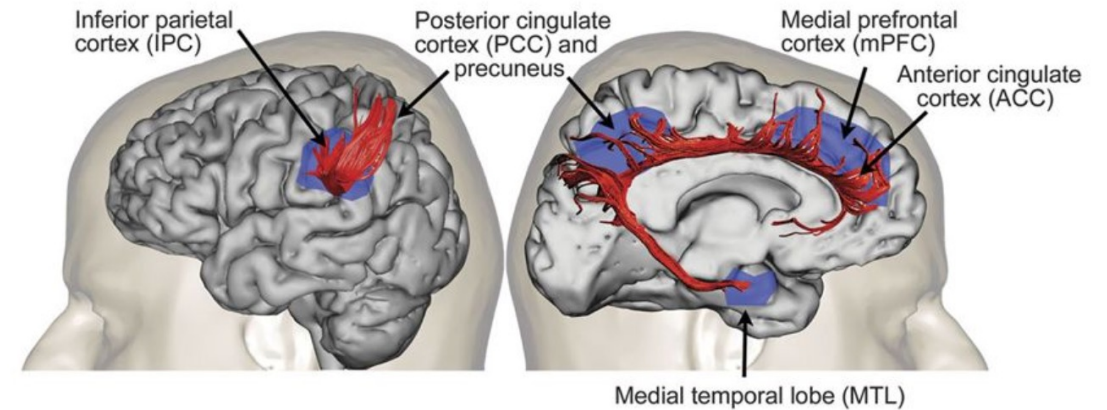 Inferior parietal
cortex (IPC)
Posterior cingulate
cortex (PCC) and
precuneus
Medial prefrontal
cortex (mPFC)
Anterior cingulate
cortex (ACC)
Medial temporal lobe (MTL)